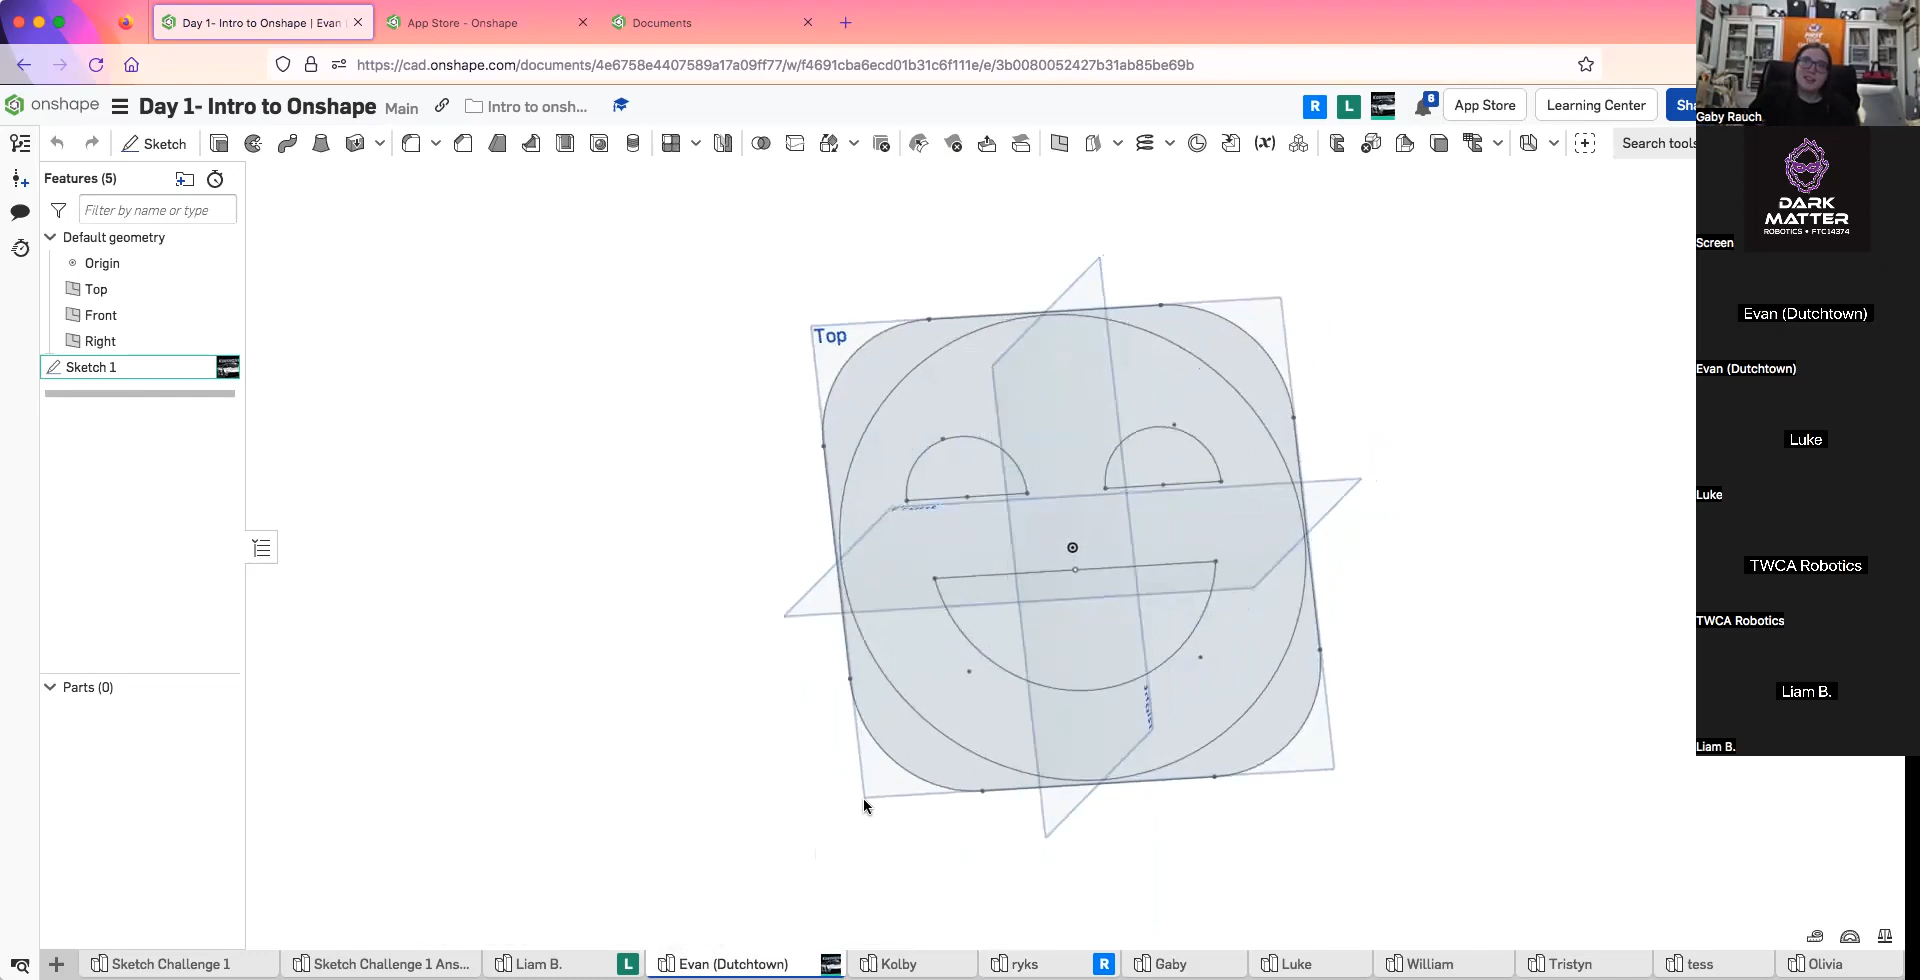 Day 1- Intro to Onshape | Evan
App Store - Onshape
Documents
https://cad.onshape.com/documents/4e6758e4407589a17a09ff77/w/f4691cba6ecd01b31c6f111e/e/3b0080052427b31ab85be69b
onshape
Day 1- Intro to Onshape
Main
Intro to onsh...
R
L
6
App Store
Learning Center
Sha
Sketch
(x)
Search tools
Features (5)
Filter by name or type
Default geometry
Origin
Top
Front
Right
Sketch 1
Parts (0)
Top
Front
Gaby Rauch
DARK
MATTER
ROBOTICS • FTC14374
Screen
Evan (Dutchtown)
Evan (Dutchtown)
Luke
Luke
TWCA Robotics
TWCA Robotics
Liam B.
Liam B.
Sketch Challenge 1
Sketch Challenge 1 Ans...
Liam B.
L
Evan (Dutchtown)
Kolby
ryks
R
Gaby
Luke
William
Tristyn
tess
Olivia